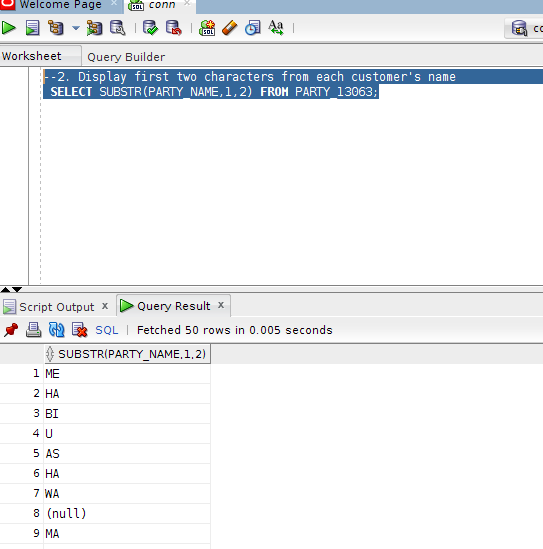 Welcome Page × conn ×
co
Worksheet Query Builder
--2. Display first two characters from each customer's name
SELECT SUBSTR(PARTY_NAME,1,2) FROM PARTY_13063;
Script Output × Query Result ×
SQL | Fetched 50 rows in 0.005 seconds
SUBSTR(PARTY_NAME,1,2)
1 ME
2 HA
3 BI
4 U
5 AS
6 HA
7 WA
8 (null)
9 MA